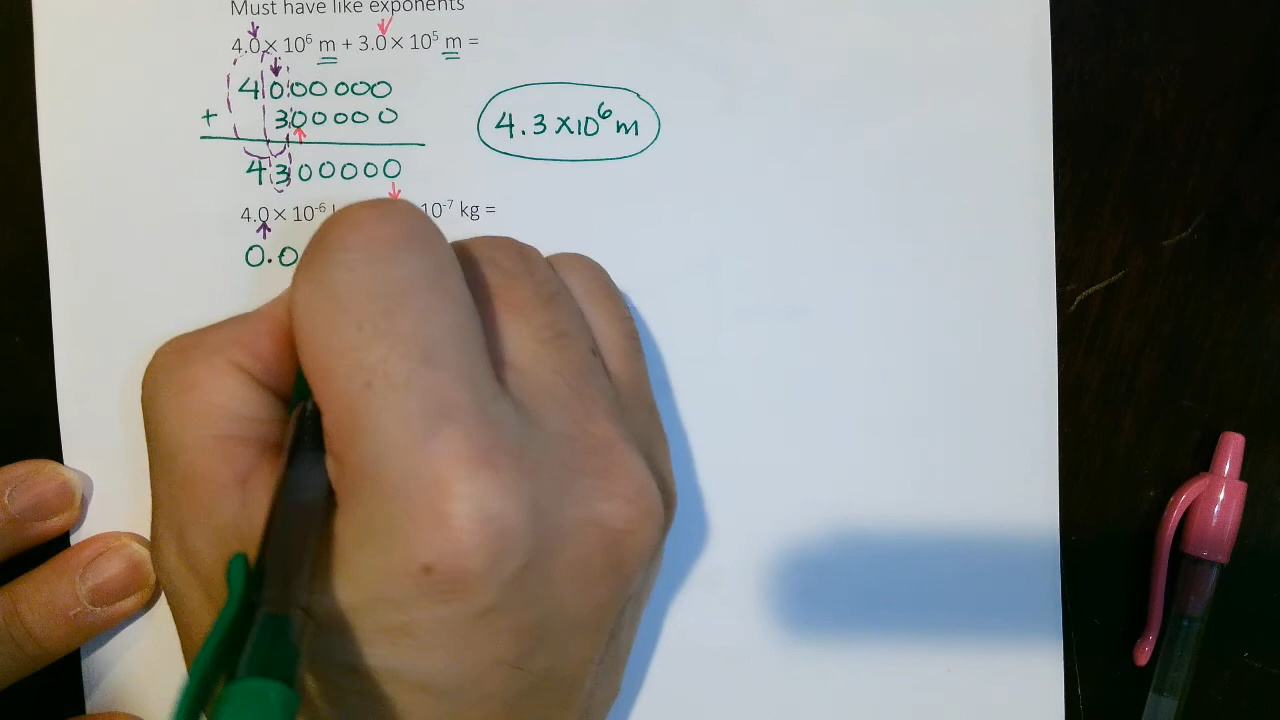 Must have like exponents
4.0 × 10⁶ m + 3.0 × 10⁵ m =
4000000
+ 300000
4.3 ×10⁶ m
4300000
4.0 × 10⁻⁶ 10⁻⁷ kg =
0.0